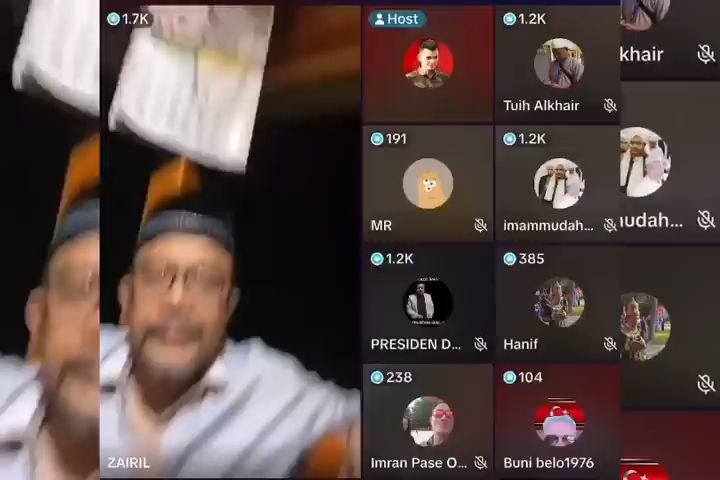 1.7K
Host
1.2K
Tuih Alkhair
khair
191
1.2K
MR
imammudah...
udah...
1.2K
385
PRESIDEN D...
Hanif
238
104
ZAIRIL
Imran Pase O...
Buni belo1976